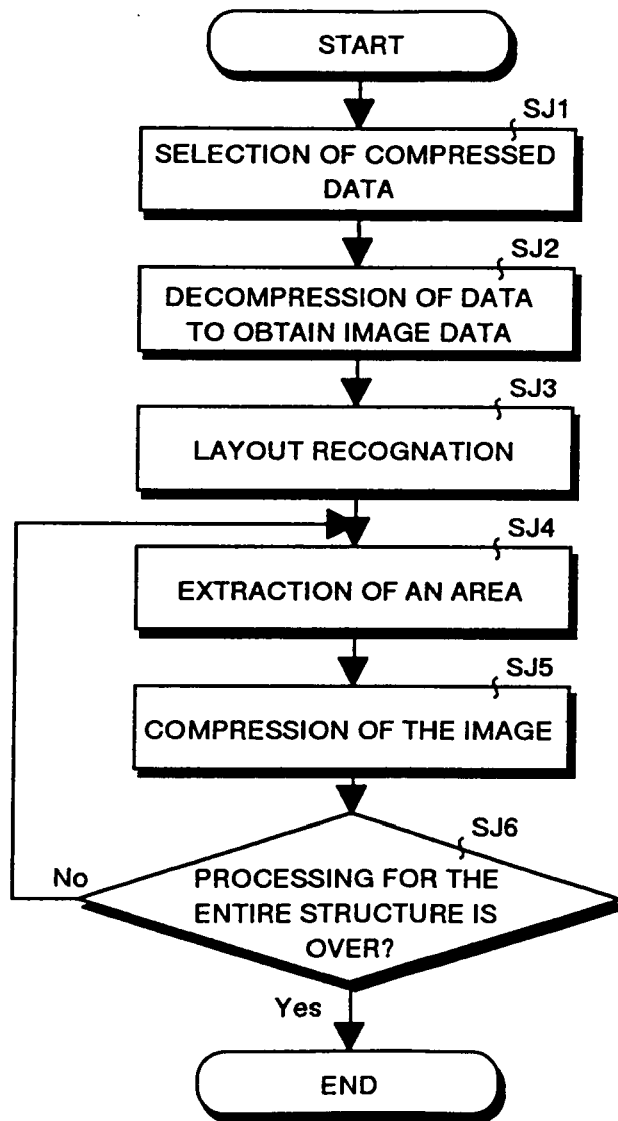 START
SJ1
SELECTION OF COMPRESSED
DATA
SJ2
DECOMPRESSION OF DATA
TO OBTAIN IMAGE DATA
SJ3
LAYOUT RECOGNATION
SJ4
EXTRACTION OF AN AREA
SJ5
COMPRESSION OF THE IMAGE
SJ6
No
PROCESSING FOR THE
ENTIRE STRUCTURE IS
OVER?
Yes
END